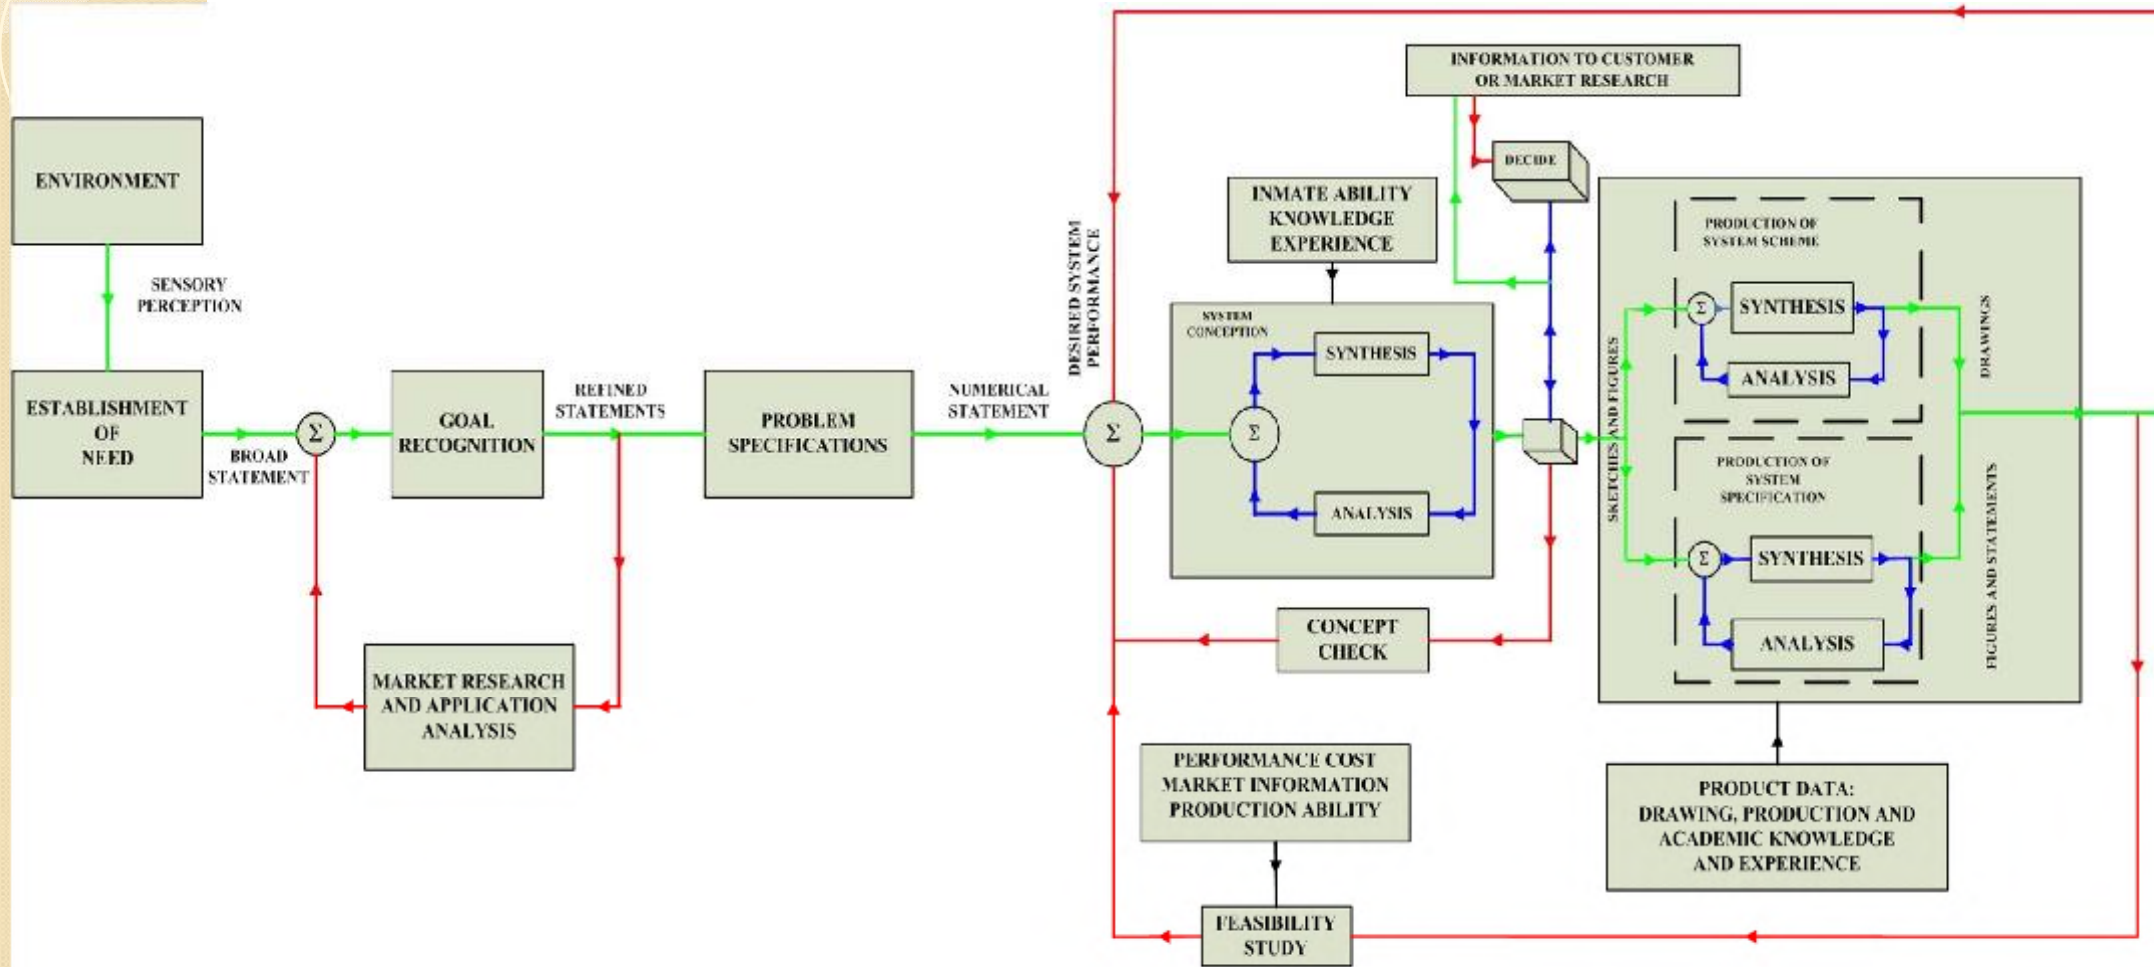 INFORMATION TO CUSTOMER
OR MARKET RESEARCH
DECIDE
ENVIRONMENT
INMATE ABILITY
KNOWLEDGE
EXPERIENCE
PRODUCTION OF
SYSTEM SCHEME
SENSORY
PERCEPTION
DESIRED SYSTEM
PERFORMANCE
SYSTEM
CONCEPTION
Σ
SYNTHESIS
ANALYSIS
DRAWINGS
SYNTHESIS
ANALYSIS
SKETCHES AND FIGURES
ESTABLISHMENT
OF
NEED
BROAD
STATEMENT
Σ
GOAL
RECOGNITION
REFINED
STATEMENTS
PROBLEM
SPECIFICATIONS
NUMERICAL
STATEMENT
Σ
Σ
PRODUCTION OF
SYSTEM
SPECIFICATION
Σ
SYNTHESIS
ANALYSIS
FIGURES AND STATEMENTS
CONCEPT
CHECK
MARKET RESEARCH
AND APPLICATION
ANALYSIS
PERFORMANCE COST
MARKET INFORMATION
PRODUCTION ABILITY
PRODUCT DATA:
DRAWING, PRODUCTION AND
ACADEMIC KNOWLEDGE
AND EXPERIENCE
FEASIBILITY
STUDY